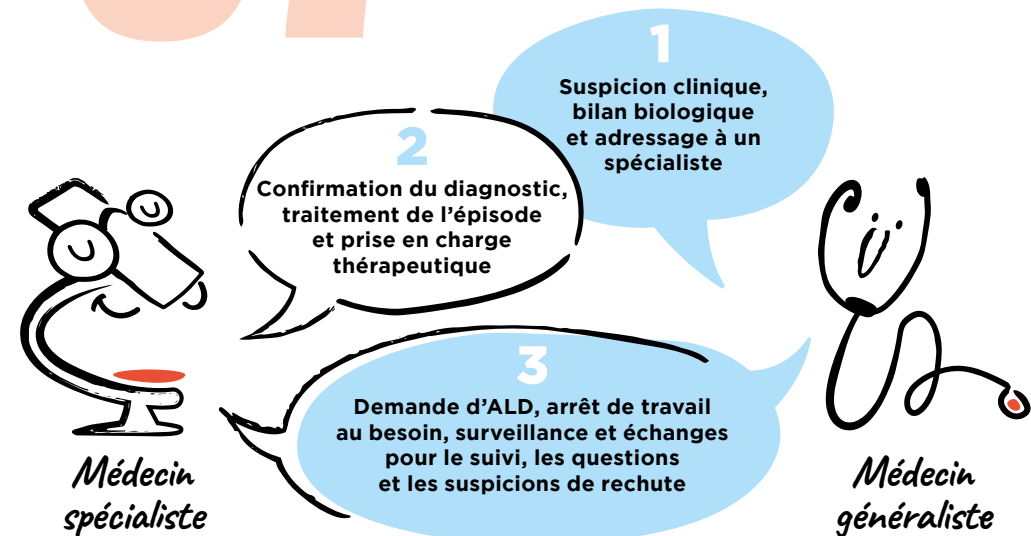 1
Suspicion clinique,
bilan biologique
et adressage à un
spécialiste
2
Confirmation du diagnostic,
traitement de l’épisode
et prise en charge
thérapeutique
3
Demande d’ALD, arrêt de travail
au besoin, surveillance et échanges
pour le suivi, les questions
et les suspicions de rechute
Médecin
spécialiste
Médecin
généraliste